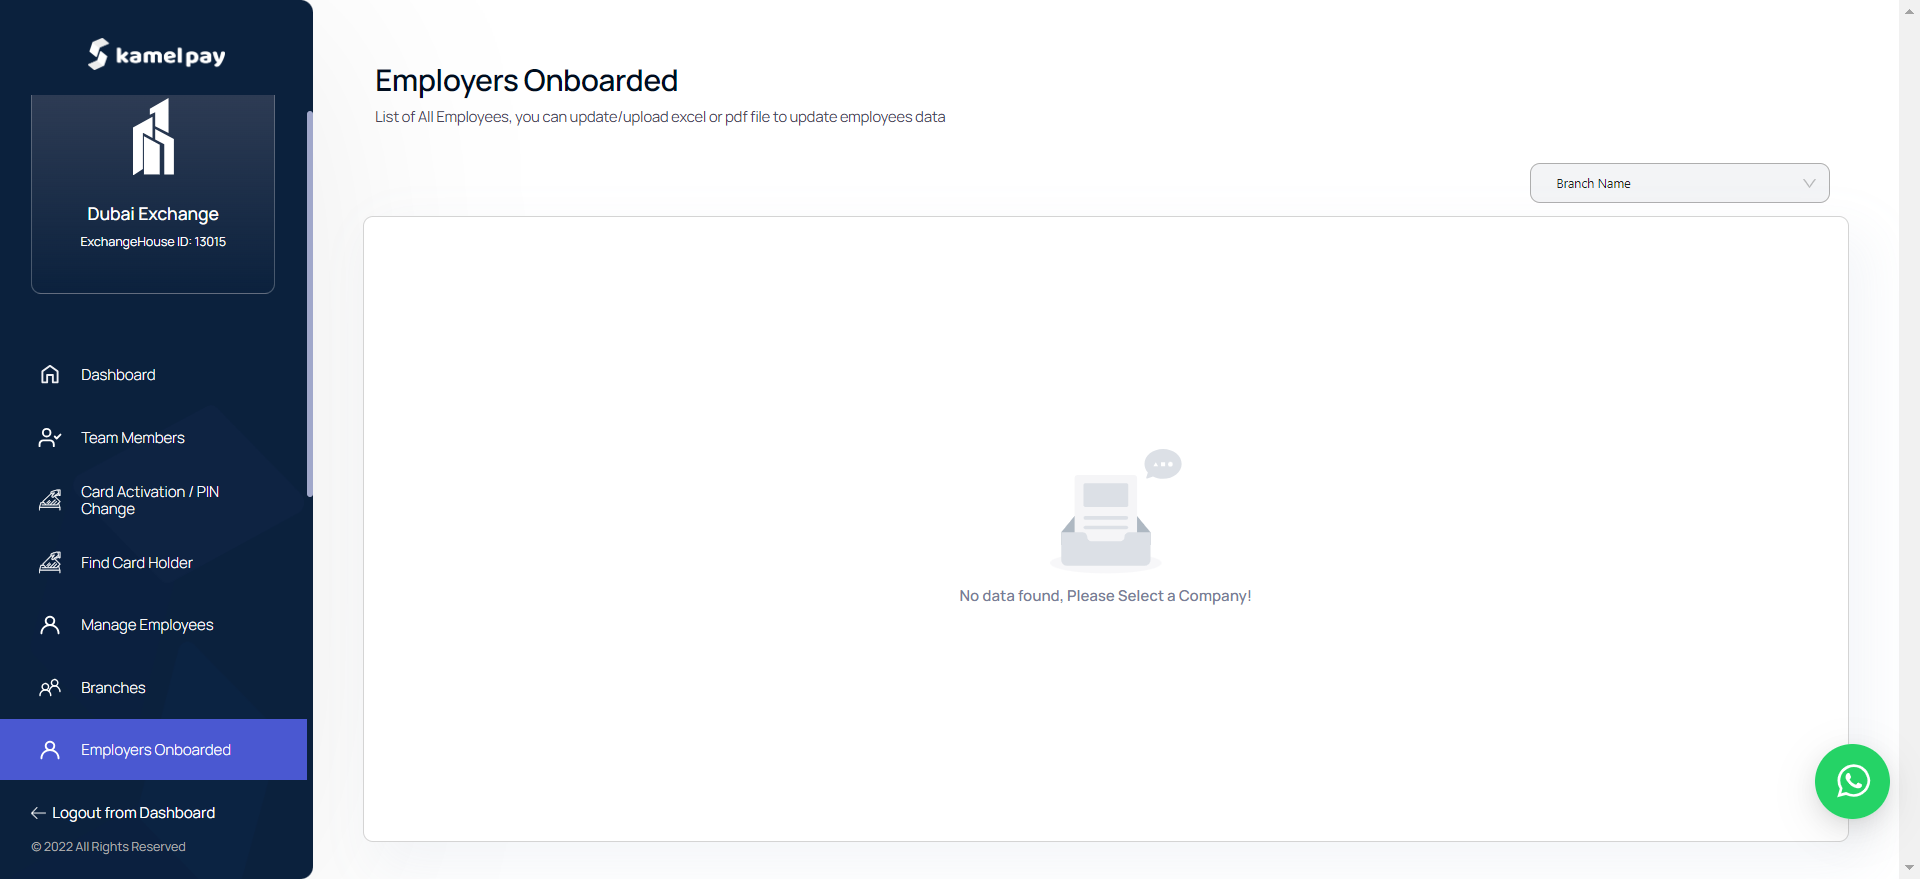 kamelpay
Dubai Exchange
ExchangeHouse ID: 13015
Dashboard
Team Members
Card Activation / PIN
Change
Find Card Holder
Manage Employees
Branches
Employers Onboarded
Logout from Dashboard
© 2022 All Rights Reserved
Employers Onboarded
List of All Employees, you can update/upload excel or pdf file to update employees data
Branch Name
No data found, Please Select a Company!